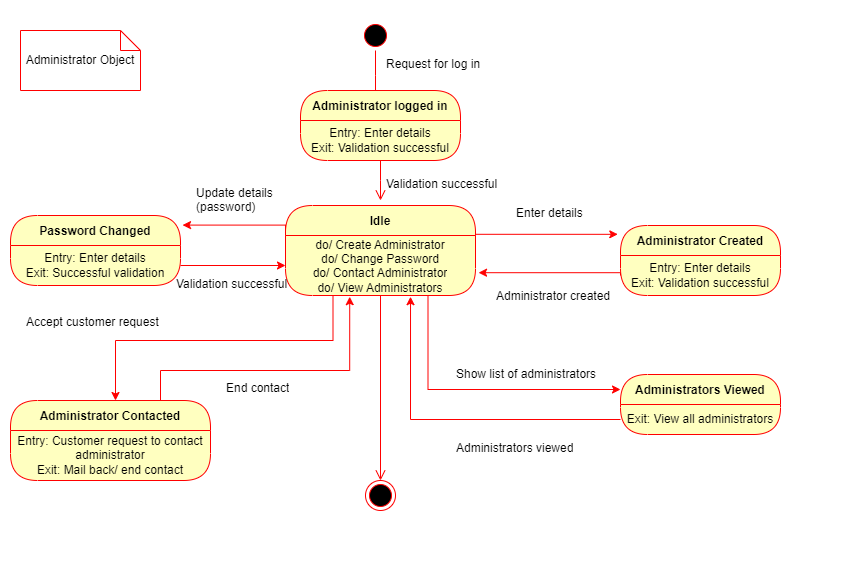 Administrator Object
Request for log in
Administrator logged in
Entry: Enter details
Exit: Validation successful
Validation successful
Update details
(password)
Enter details
Idle
do/ Create Administrator
do/ Change Password
do/ Contact Administrator
do/ View Administrators
Password Changed
Entry: Enter details
Exit: Successful validation
Validation successful
Administrator Created
Entry: Enter details
Exit: Validation successful
Administrator created
Accept customer request
End contact
Show list of administrators
Administrators Viewed
Exit: View all administrators
Administrators viewed
Administrator Contacted
Entry: Customer request to contact
administrator
Exit: Mail back/ end contact